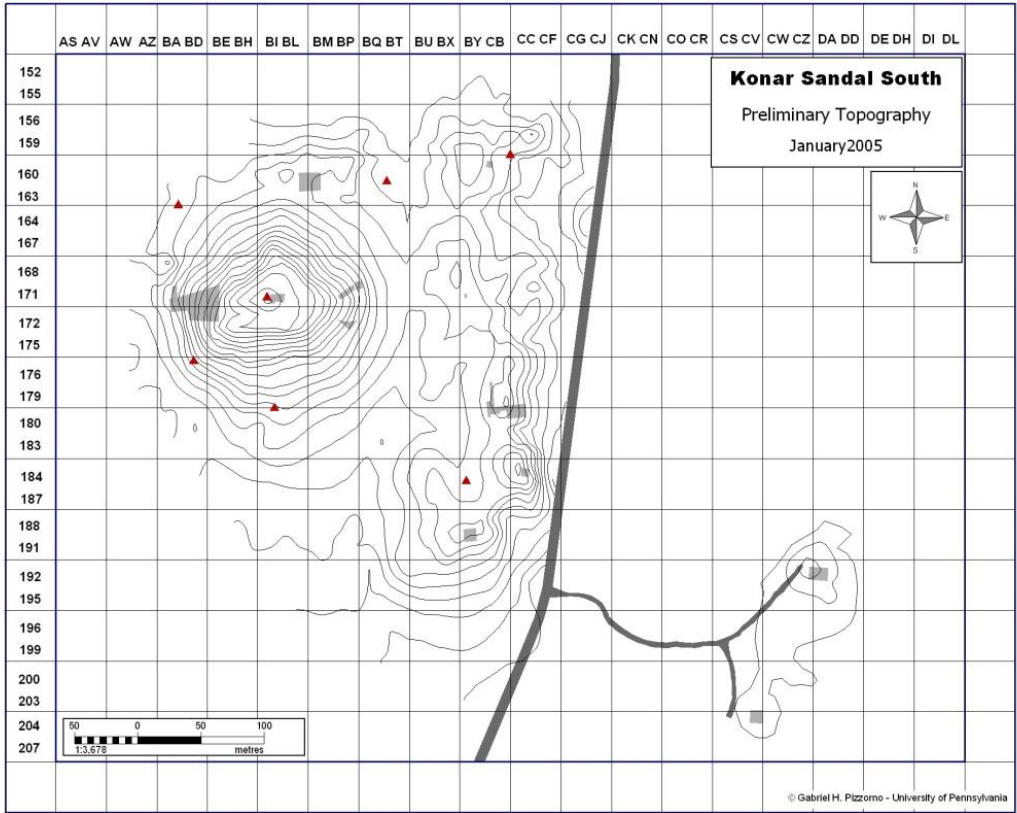 AS AV AW AZ BA BD BE BH BI BL BM BP BQ BT BU BX BY CB CC CF CG CJ CK CN CO CR CS CV CW CZ DA DD DE DH DI DL
152
155
156
159
160
163
164
167
168
171
172
175
176
179
180
183
184
187
188
191
192
195
196
199
200
203
204
207
Konar Sandal South
Preliminary Topography
January2005
N
W E
S
50 0 50 100
1:3,678 metres
© Gabriel H. Pizzorno - University of Pennsylvania